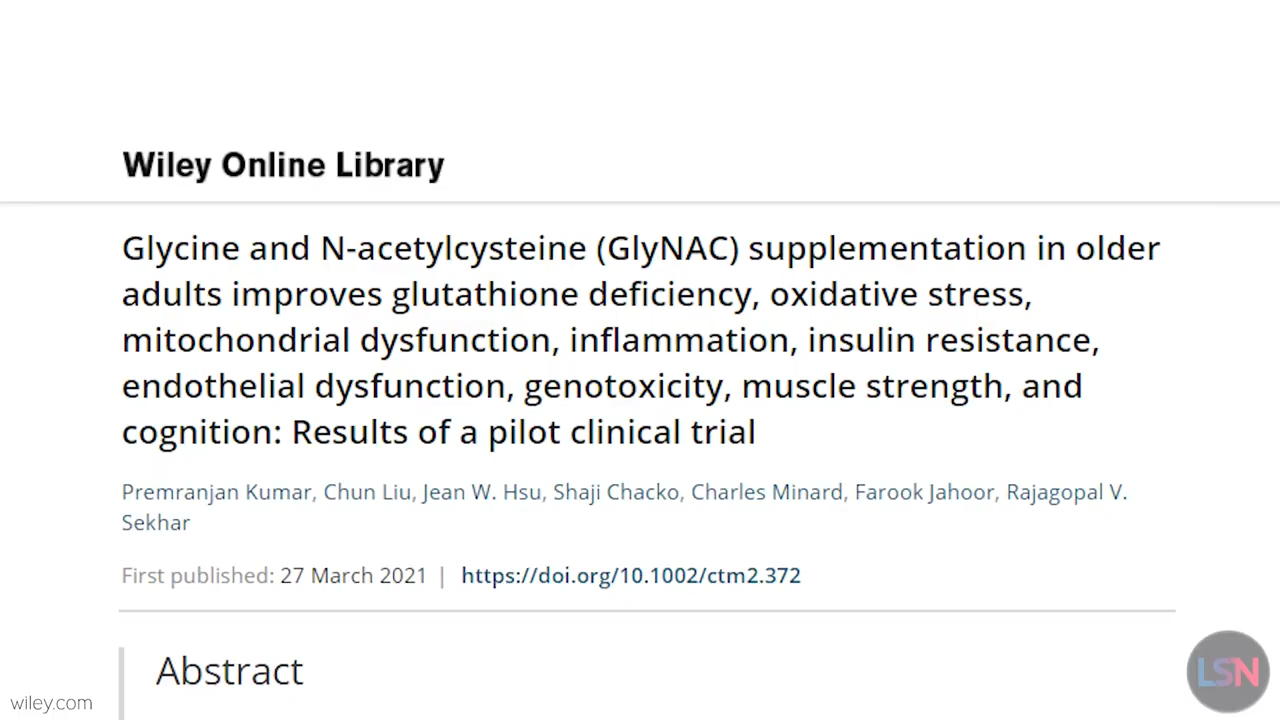 Wiley Online Library
Glycine and N-acetylcysteine (GlyNAC) supplementation in older
adults improves glutathione deficiency, oxidative stress,
mitochondrial dysfunction, inflammation, insulin resistance,
endothelial dysfunction, genotoxicity, muscle strength, and
cognition: Results of a pilot clinical trial
Premranjan Kumar, Chun Liu, Jean W. Hsu, Shaji Chacko, Charles Minard, Farook Jahoor, Rajagopal V.
Sekhar
First published: 27 March 2021 | https://doi.org/10.1002/ctm2.372
Abstract
wiley.com
LSN